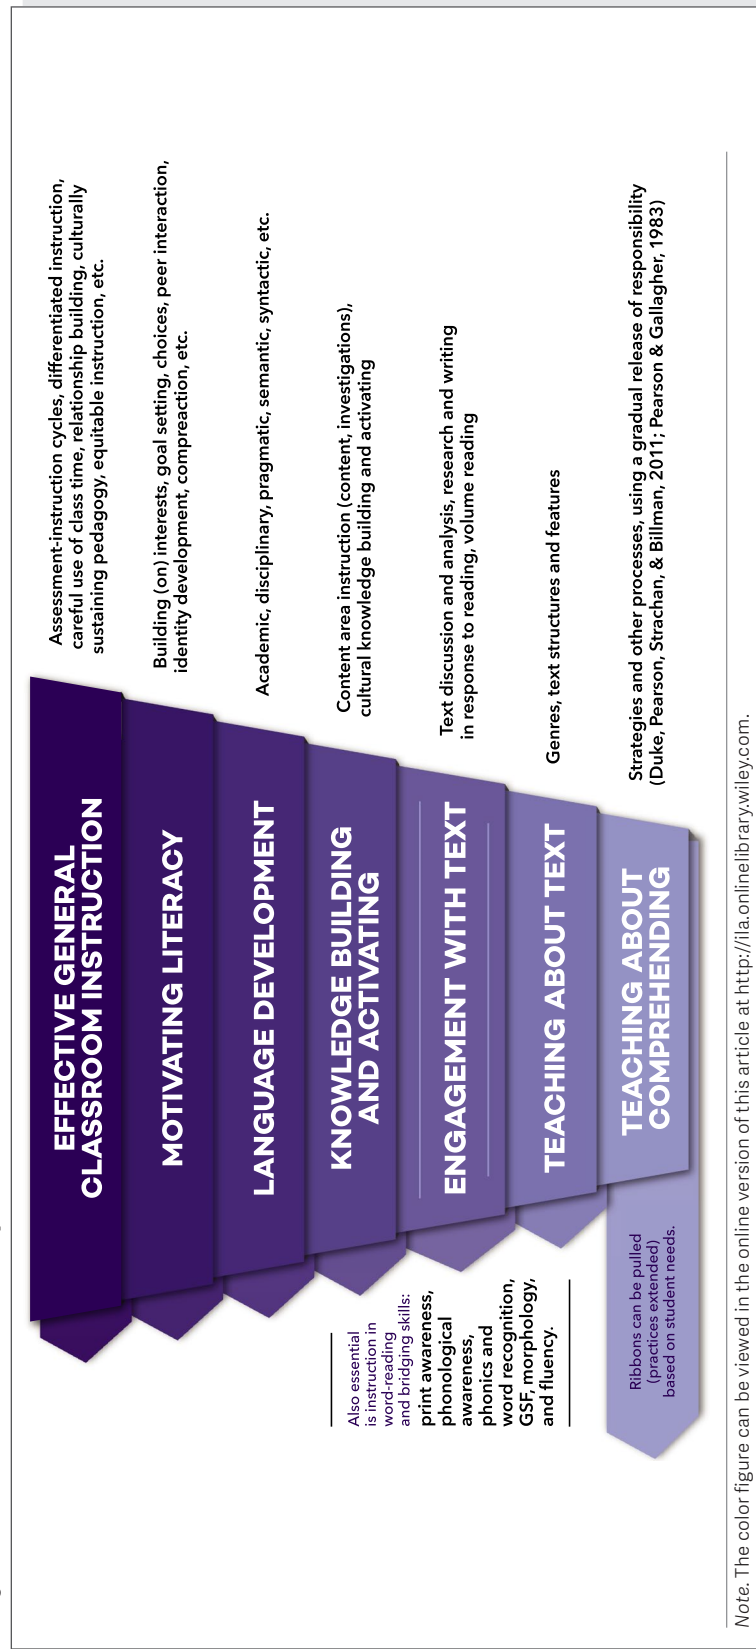 EFFECTIVE GENERAL
CLASSROOM INSTRUCTION
Assessment-instruction cycles, differentiated instruction,
careful use of class time, relationship building, culturally
sustaining pedagogy, equitable instruction, etc.
MOTIVATING LITERACY
Building (on) interests, goal setting, choices, peer interaction,
identity development, compreaction, etc.
LANGUAGE DEVELOPMENT
Academic, disciplinary, pragmatic, semantic, syntactic, etc.
KNOWLEDGE BUILDING
AND ACTIVATING
Content area instruction (content, investigations),
cultural knowledge building and activating
ENGAGEMENT WITH TEXT
Text discussion and analysis, research and writing
in response to reading, volume reading
TEACHING ABOUT TEXT
Genres, text structures and features
TEACHING ABOUT
COMPREHENDING
Strategies and other processes, using a gradual release of responsibility
(Duke, Pearson, Strachan, & Billman, 2011; Pearson & Gallagher, 1983)
Also essential
is instruction in
word-reading
and bridging skills:
print awareness,
phonological
awareness,
phonics and
word recognition,
GSF, morphology,
and fluency.
Ribbons can be pulled
(practices extended)
based on student needs.
Note. The color figure can be viewed in the online version of this article at http://ila.onlinelibrary.wiley.com.